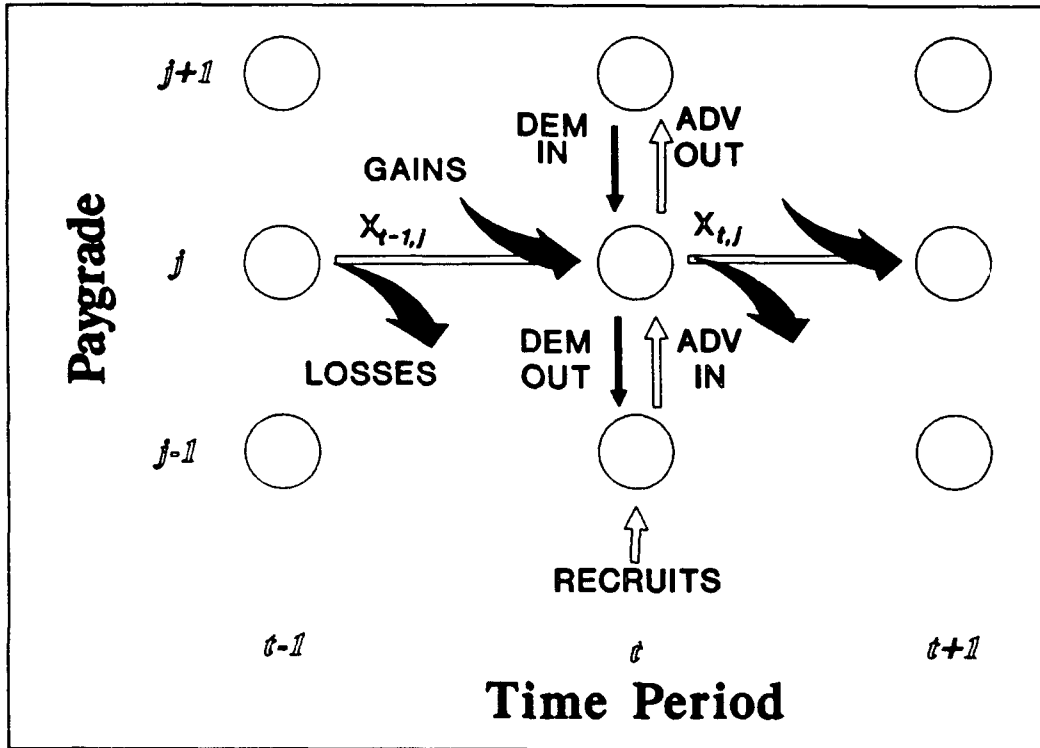 j+1
DEM
IN
ADV
OUT
GAINS
Paygrade
j
X_{t-1,j}
X_{t,j}
LOSSES
DEM
OUT
ADV
IN
j-1
RECRUITS
t-1
t
t+1
Time Period